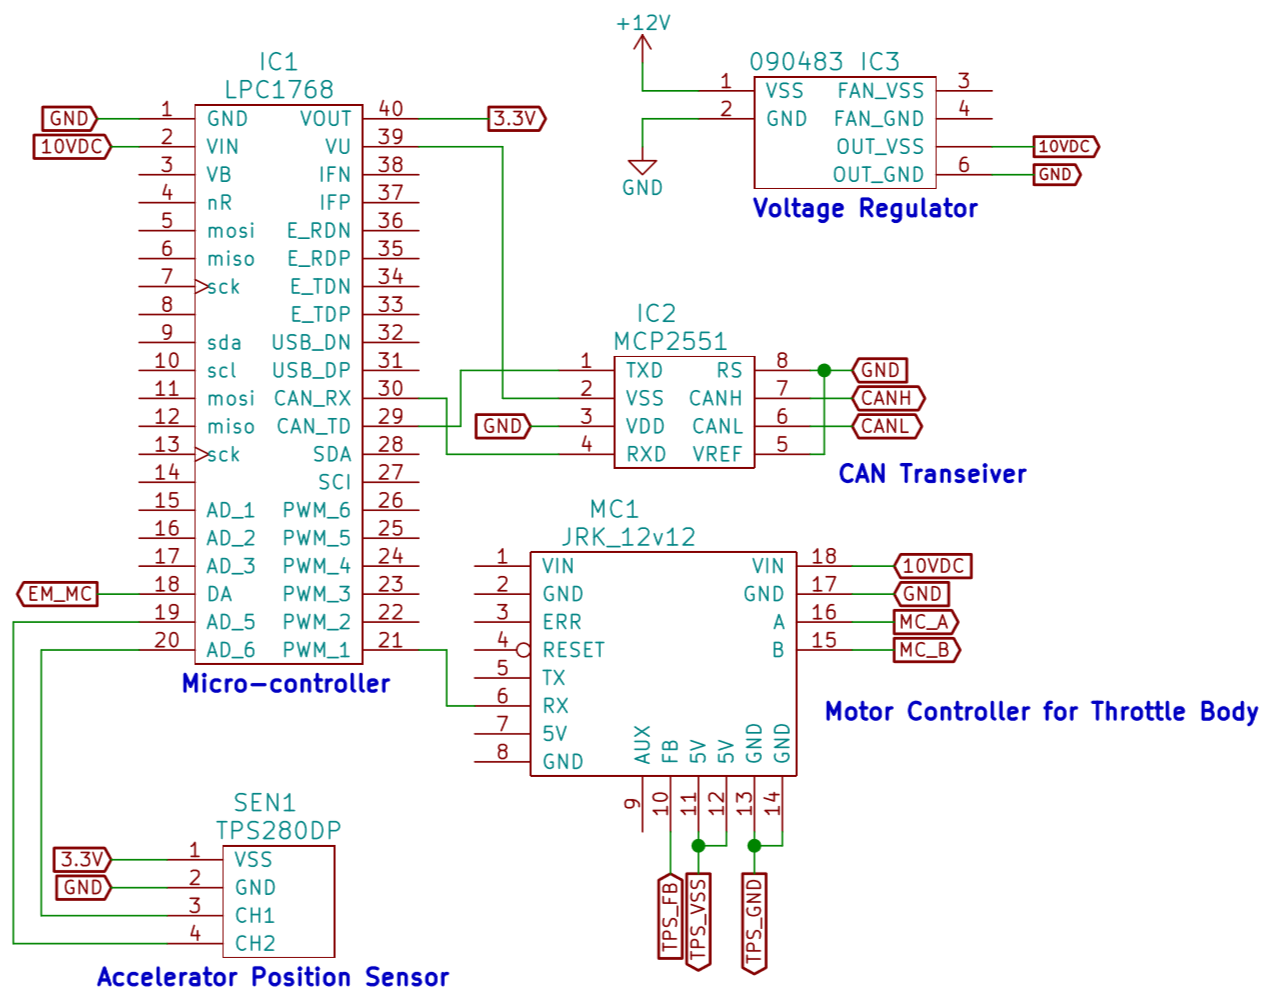 +12V
IC1
LPC1768
GND 1 GND VOUT 40 3.3V
10VDC 2 VIN VU 39
3 VB IFN 38
4 nR IFP 37
5 mosi E_RDN 36
6 miso E_RDP 35
7 sck E_TDN 34
8 E_TDP 33
9 sda USB_DN 32
10 scl USB_DP 31
11 mosi CAN_RX 30
12 miso CAN_TD 29
13 sck SDA 28
14 SCI 27
15 AD_1 PWM_6 26
16 AD_2 PWM_5 25
17 AD_3 PWM_4 24
EM_MC 18 DA PWM_3 23
19 AD_5 PWM_2 22
20 AD_6 PWM_1 21
Micro-controller
GND
090483 IC3
1 VSS FAN_VSS 3
2 GND FAN_GND 4
OUT_VSS 10VDC
OUT_GND 6 GND
Voltage Regulator
IC2
MCP2551
1 TXD RS 8 GND
2 VSS CANH 7 CANH
GND 3 VDD CANL 6 CANL
4 RXD VREF 5
CAN Transeiver
MC1
JRK_12v12
1 VIN VIN 18 10VDC
2 GND GND 17 GND
3 ERR A 16 MC_A
4 RESET B 15 MC_B
5 TX
6 RX
7 5V
8 GND
AUX FB 5V 5V GND GND
9 10 11 12 13 14
TPS_FB TPS_VSS TPS_GND
Motor Controller for Throttle Body
SEN1
TPS280DP
3.3V 1 VSS
GND 2 GND
3 CH1
4 CH2
Accelerator Position Sensor